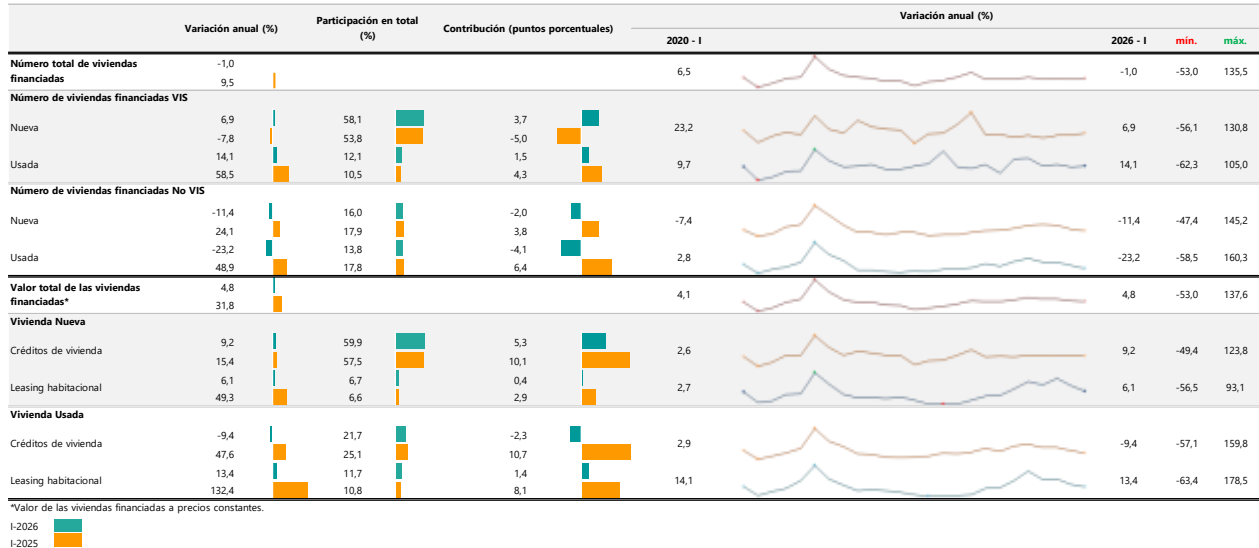 Variación anual (%) Participación en total (%) Contribución (puntos porcentuales) Variación anual (%)
2020 - I 2026 - I mín. máx.
Número total de viviendas financiadas -1,0 6,5 -1,0 -53,0 135,5
9,5
Número de viviendas financiadas VIS
Nueva 6,9 58,1 3,7 23,2 6,9 -56,1 130,8
-7,8 53,8 -5,0
Usada 14,1 12,1 1,5 9,7 14,1 -62,3 105,0
58,5 10,5 4,3
Número de viviendas financiadas No VIS
Nueva -11,4 16,0 -2,0 -7,4 -11,4 -47,4 145,2
24,1 17,9 3,8
Usada -23,2 13,8 -4,1 2,8 -23,2 -58,5 160,3
48,9 17,8 6,4
Valor total de las viviendas financiadas* 4,8 4,1 4,8 -53,0 137,6
31,8
Vivienda Nueva
Créditos de vivienda 9,2 59,9 5,3 2,6 9,2 -49,4 123,8
15,4 57,5 10,1
Leasing habitacional 6,1 6,7 0,4 2,7 6,1 -56,5 93,1
49,3 6,6 2,9
Vivienda Usada
Créditos de vivienda -9,4 21,7 -2,3 2,9 -9,4 -57,1 159,8
47,6 25,1 10,7
Leasing habitacional 13,4 11,7 1,4 14,1 13,4 -63,4 178,5
132,4 10,8 8,1
*Valor de las viviendas financiadas a precios constantes.
I-2026
I-2025